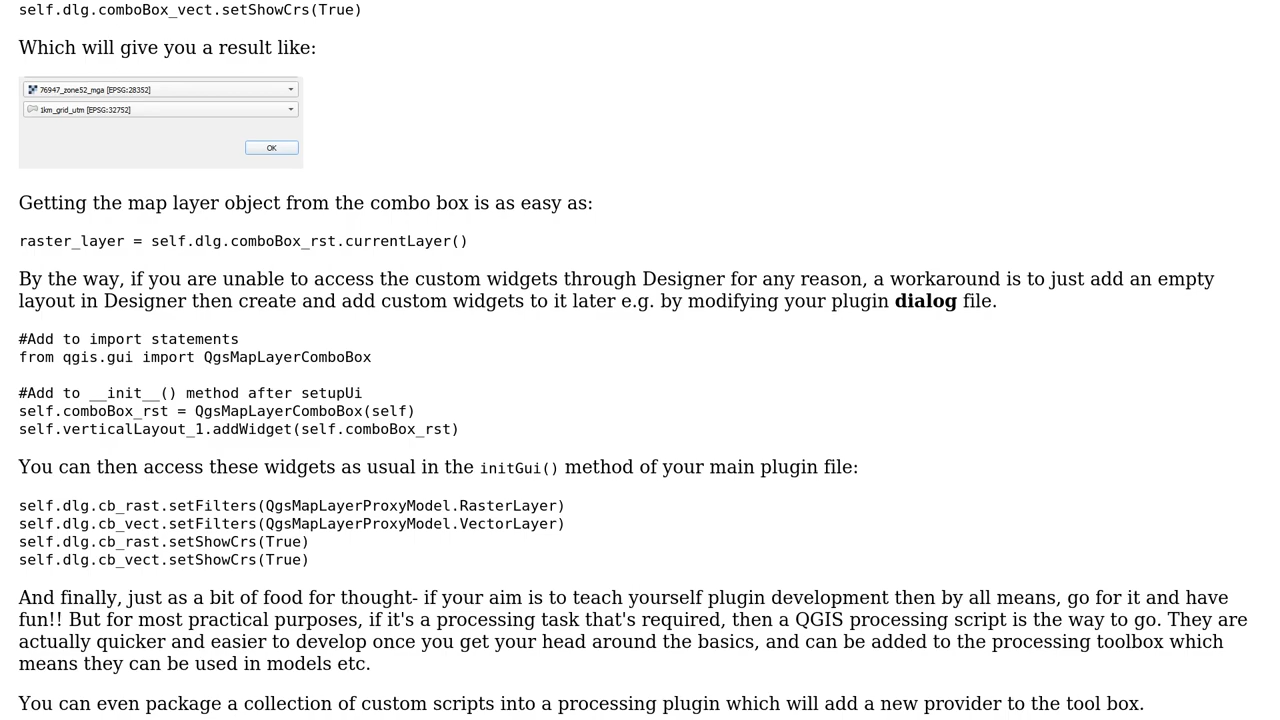 self.dlg.comboBox_vect.setShowCrs(True)
Which will give you a result like:
76947_zone52_mga [EPSG:28352]
1km_grid_utm [EPSG:32752]
OK
Getting the map layer object from the combo box is as easy as:
raster_layer = self.dlg.comboBox_rst.currentLayer()
By the way, if you are unable to access the custom widgets through Designer for any reason, a workaround is to just add an empty
layout in Designer then create and add custom widgets to it later e.g. by modifying your plugin dialog file.
#Add to import statements
from qgis.gui import QgsMapLayerComboBox
#Add to __init__() method after setupUi
self.comboBox_rst = QgsMapLayerComboBox(self)
self.verticalLayout_1.addWidget(self.comboBox_rst)
You can then access these widgets as usual in the initGui() method of your main plugin file:
self.dlg.cb_rast.setFilters(QgsMapLayerProxyModel.RasterLayer)
self.dlg.cb_vect.setFilters(QgsMapLayerProxyModel.VectorLayer)
self.dlg.cb_rast.setShowCrs(True)
self.dlg.cb_vect.setShowCrs(True)
And finally, just as a bit of food for thought- if your aim is to teach yourself plugin development then by all means, go for it and have
fun!! But for most practical purposes, if it's a processing task that's required, then a QGIS processing script is the way to go. They are
actually quicker and easier to develop once you get your head around the basics, and can be added to the processing toolbox which
means they can be used in models etc.
You can even package a collection of custom scripts into a processing plugin which will add a new provider to the tool box.